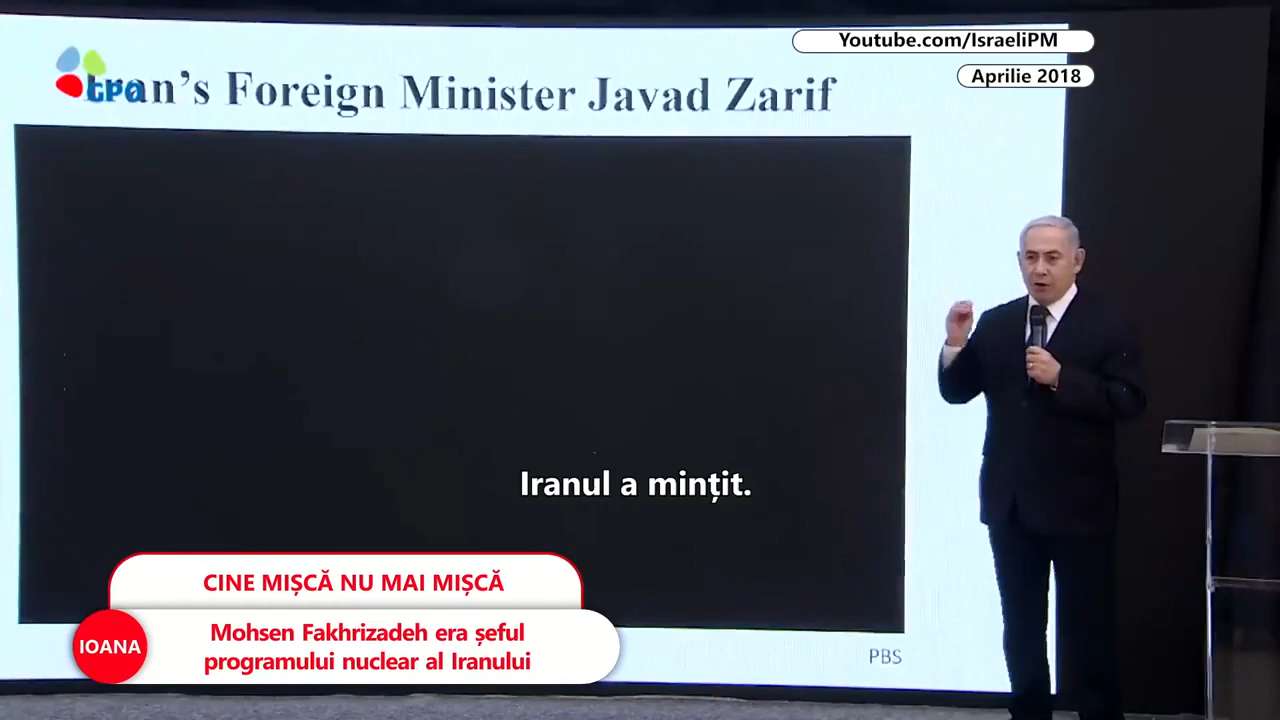 Youtube.com/IsraeliPM
Aprilie 2018
tpa
Iran's Foreign Minister Javad Zarif
Iranul a mințit.
PBS
CINE MIȘCĂ NU MAI MIȘCĂ
IOANA
Mohsen Fakhrizadeh era șeful
programului nuclear al Iranului